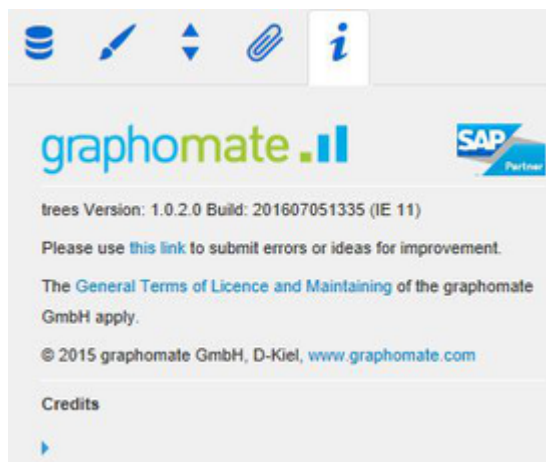 graphomate
SAP
Partner
trees Version: 1.0.2.0 Build: 201607051335 (IE 11)
Please use this link to submit errors or ideas for improvement.
The General Terms of Licence and Maintaining of the graphomate
GmbH apply.
© 2015 graphomate GmbH, D-Kiel, www.graphomate.com
Credits